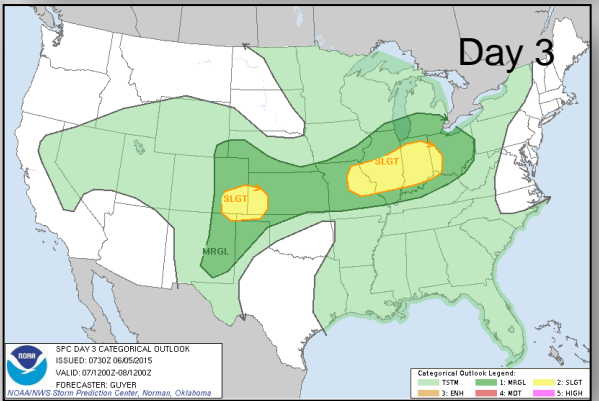 Day 3
SLGT
SLGT
MRGL
SPC DAY 3 CATEGORICAL OUTLOOK
ISSUED: 0730Z 06/05/2015
VALID: 07/1200Z-08/1200Z
FORECASTER: GUYER
NOAA/NWS Storm Prediction Center, Norman, Oklahoma
NOAA
Categorical Outlook Legend:
TSTM 1: MRGL 2: SLGT
3: ENH 4: MDT 5: HIGH